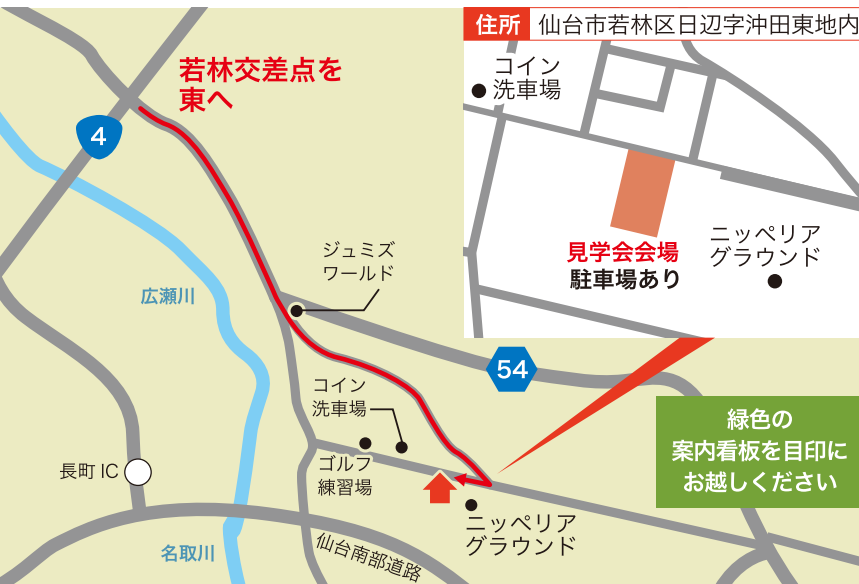 住所 仙台市若林区日辺字沖田東地内
若林交差点を
東へ
4
コイン
洗車場
見学会会場
駐車場あり
ニッペリア
グラウンド
ジュミズ
ワールド
広瀬川
54
コイン
洗車場
緑色の
案内看板を目印に
お越しください
長町IC
ゴルフ
練習場
ニッペリア
グラウンド
名取川
仙台南部道路